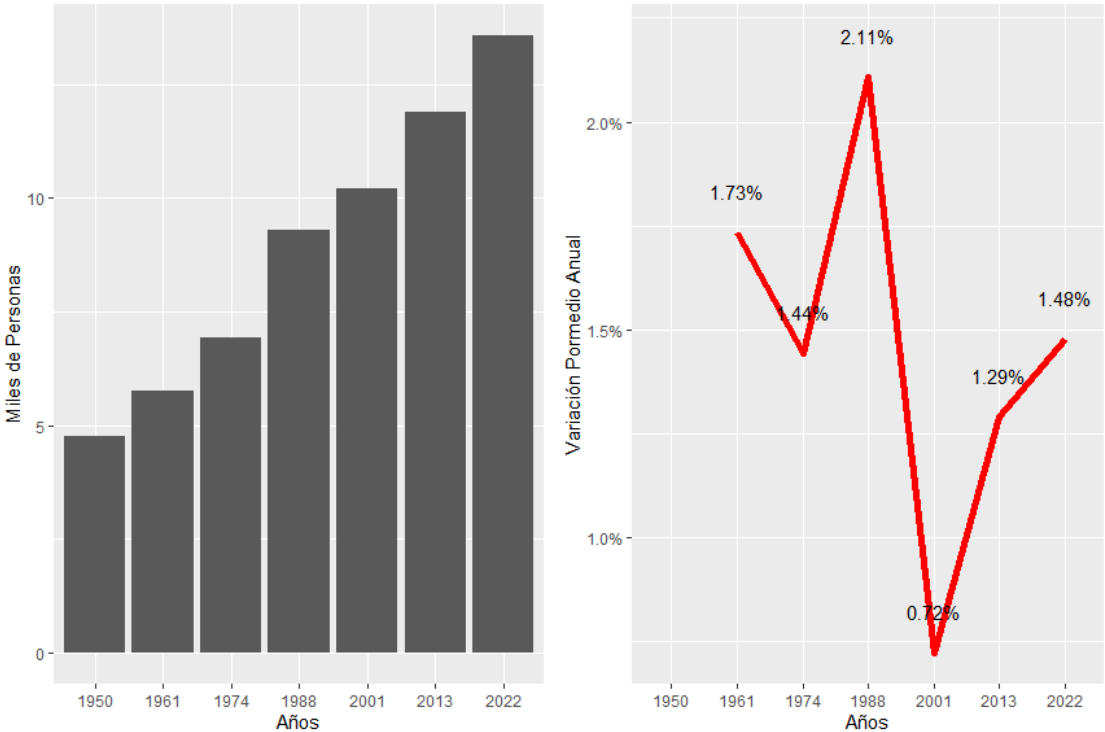 Miles de Personas
10
5
0
1950 1961 1974 1988 2001 2013 2022
Años
Variación Pormedio Anual
2.0%
1.5%
1.0%
1.73%
1.44%
2.11%
0.72%
1.29%
1.48%
1950 1961 1974 1988 2001 2013 2022
Años